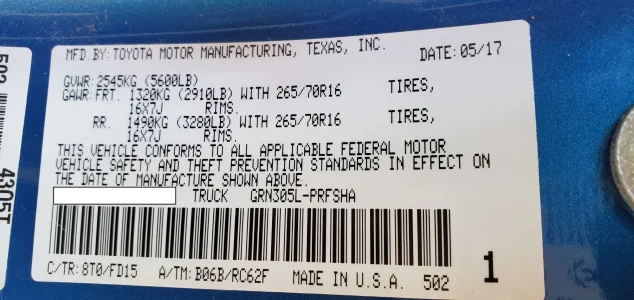 MFD.BY:TOYOTA MOTOR MANUFACTURING, TEXAS, INC. DATE:05/17
GVWR:2545KG (5600LB)
GAWR:FRT. 1320KG (2910LB) WITH 265/70R16 TIRES,
16X7J RIMS.
RR. 1490KG (3280LB) WITH 265/70R16 TIRES,
16X7J RIMS.
THIS VEHICLE CONFORMS TO ALL APPLICABLE FEDERAL MOTOR
VEHICLE SAFETY AND THEFT PREVENTION STANDARDS IN EFFECT ON
THE DATE OF MANUFACTURE SHOWN ABOVE.
TRUCK GRN305L-PRFSHA
C/TR:8T0/FD15 A/TM:B06B/RC62F MADE IN U.S.A. 502 1
4305T